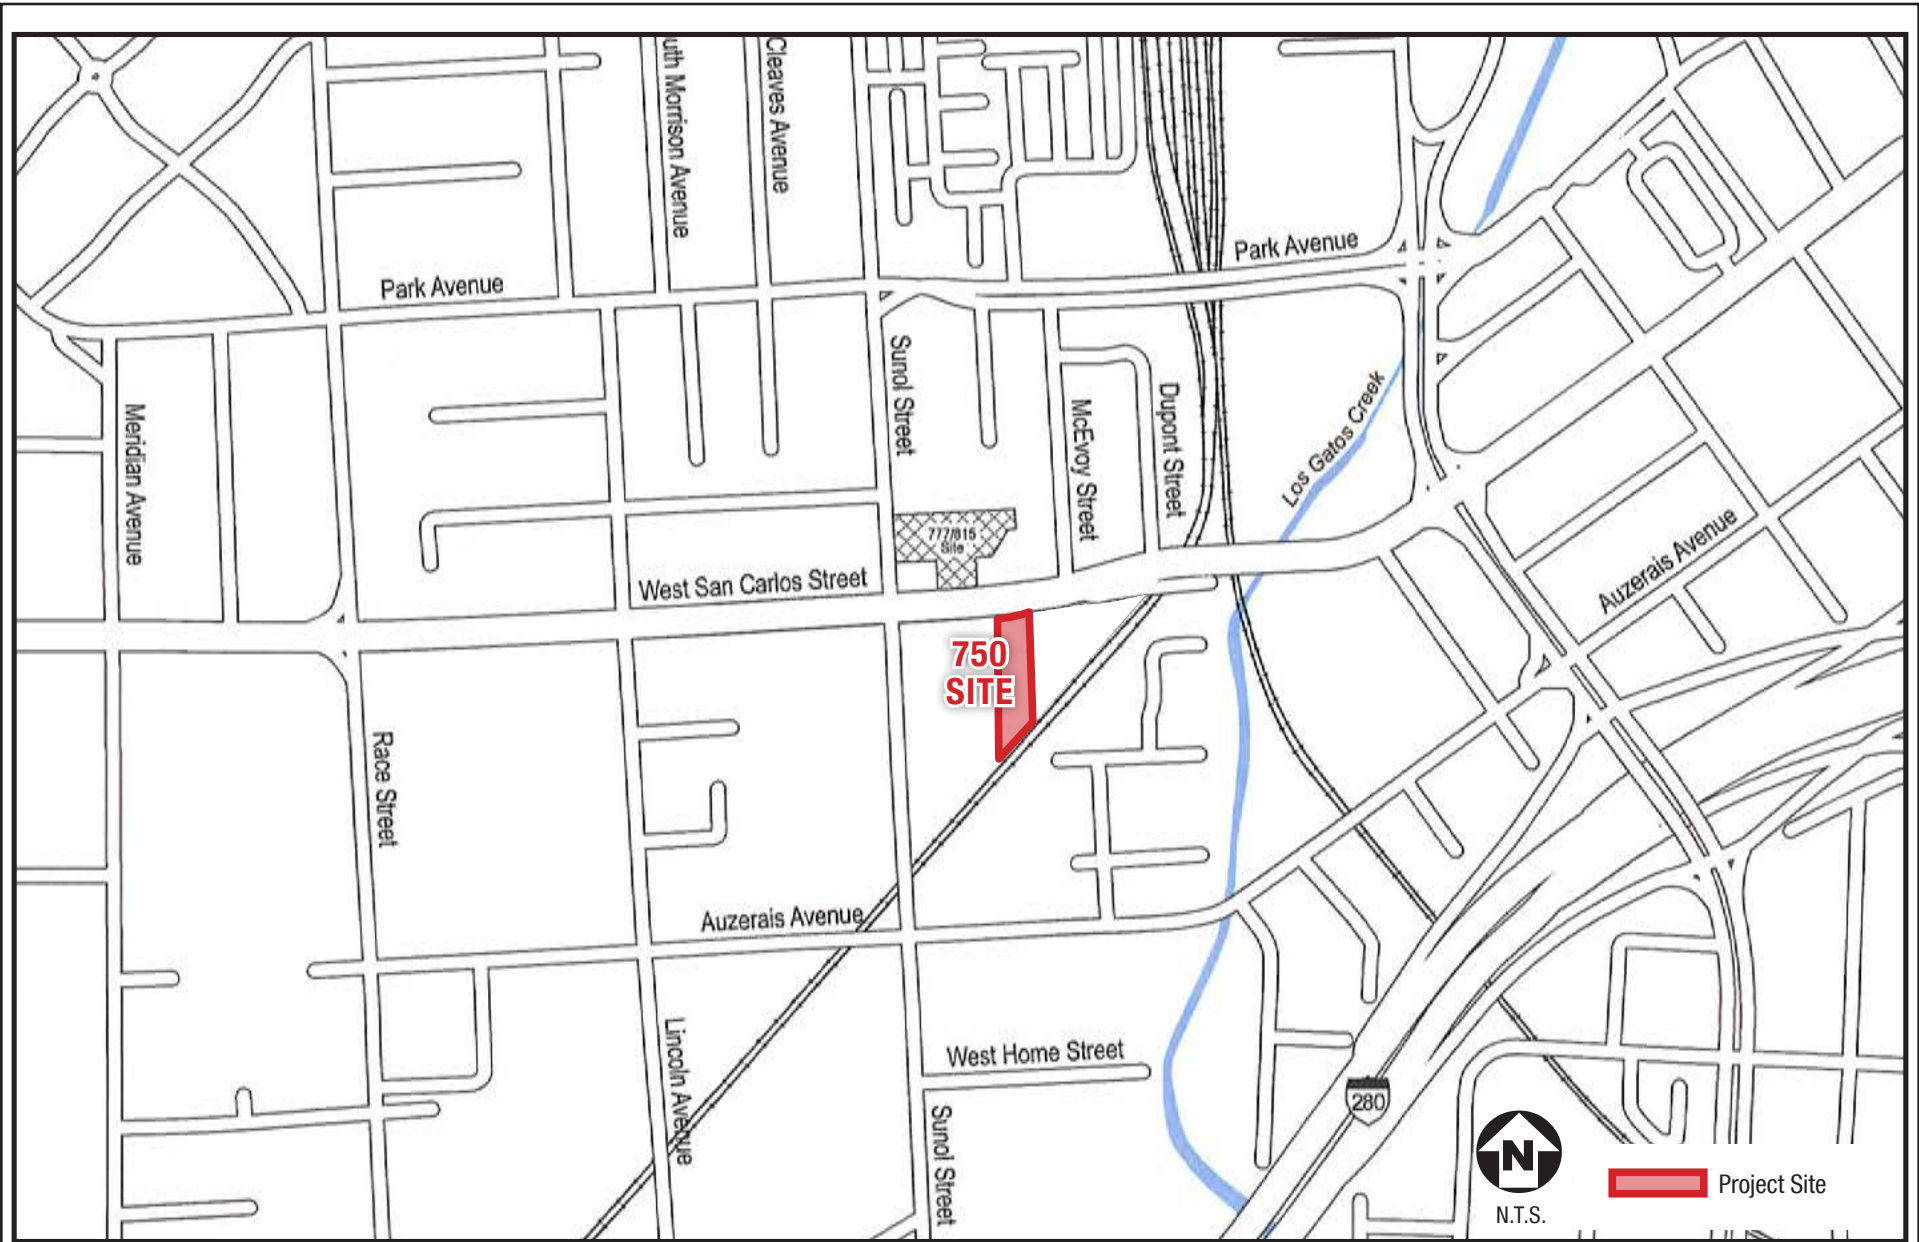 uth Morrison Avenue
Cleaves Avenue
Park Avenue
Park Avenue
Meridian Avenue
Sunol Street
McEvoy Street
Dupont Street
Los Gatos Creek
777/815
Site
West San Carlos Street
Auzerais Avenue
750
SITE
Race Street
Auzerais Avenue
Lincoln Avenue
West Home Street
Sunol Street
280
N
N.T.S.
Project Site